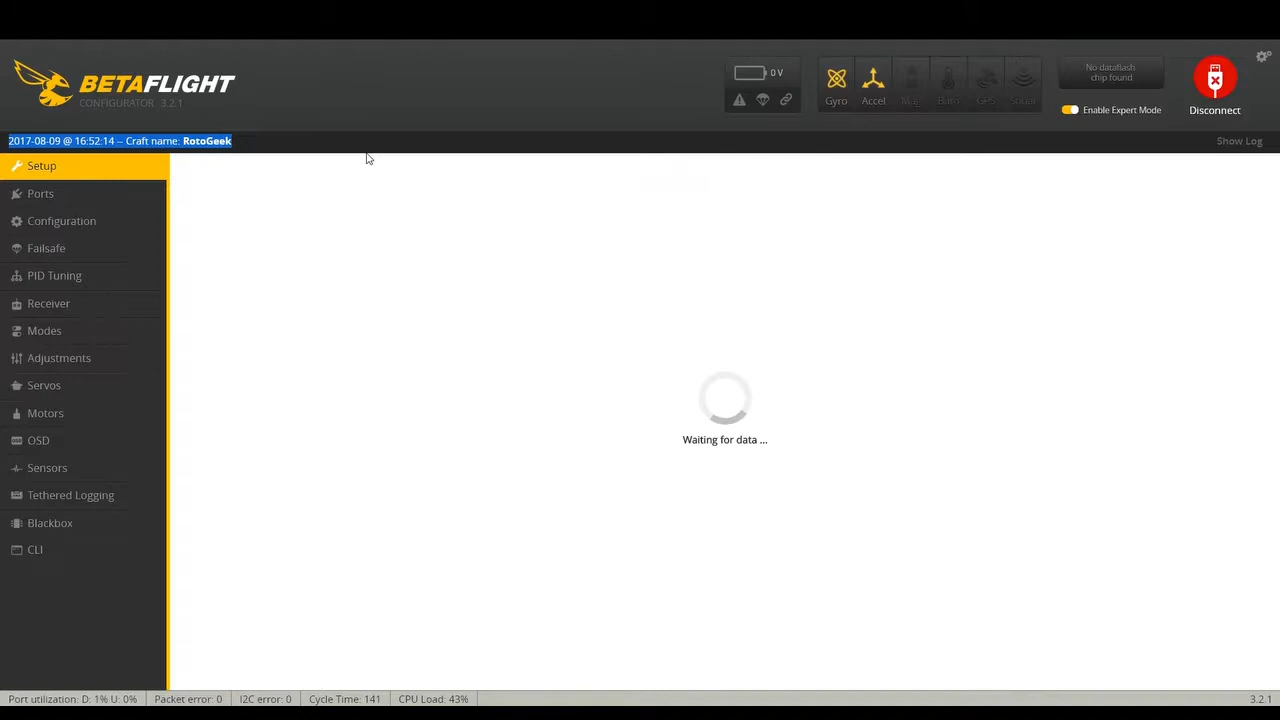 BETAFLIGHT
CONFIGURATOR 3.2.1
0 V
Gyro
Accel
Mag
Baro
GPS
Sonar
No dataflash
chip found
Enable Expert Mode
Disconnect
2017-08-09 @ 16:52:14 -- Craft name: RotoGeek
Show Log
Setup
Ports
Configuration
Failsafe
PID Tuning
Receiver
Modes
Adjustments
Servos
Motors
OSD
Sensors
Tethered Logging
Blackbox
CLI
Waiting for data ...
Port utilization: D: 1% U: 0%
Packet error: 0
I2C error: 0
Cycle Time: 141
CPU Load: 43%
3.2.1